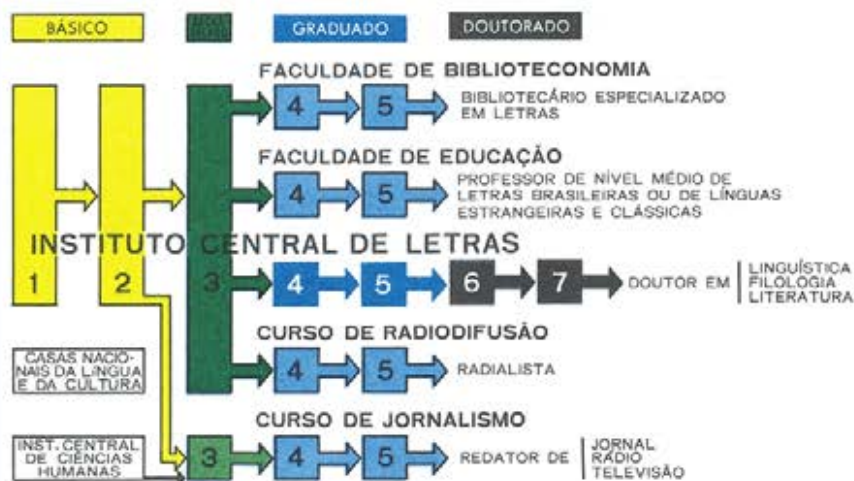 BÁSICO
GRADUADO
DOUTORADO
FACULDADE DE BIBLIOTECONOMIA
4
5
BIBLIOTECÁRIO ESPECIALIZADO
EM LETRAS
FACULDADE DE EDUCAÇÃO
4
5
PROFESSOR DE NÍVEL MÉDIO DE
LETRAS BRASILEIRAS OU DE LÍNGUAS
ESTRANGEIRAS E CLÁSSICAS
INSTITUTO CENTRAL DE LETRAS
1
2
3
4
5
6
7
DOUTOR EM
LINGUÍSTICA
FILOLOGIA
LITERATURA
CURSO DE RADIODIFUSÃO
CASAS NACIO-
NAIS DA LÍNGUA
E DA CULTURA
4
5
RADIALISTA
CURSO DE JORNALISMO
INST. CENTRAL
DE CIÊNCIAS
HUMANAS
3
4
5
REDATOR DE
JORNAL
RÁDIO
TELEVISÃO